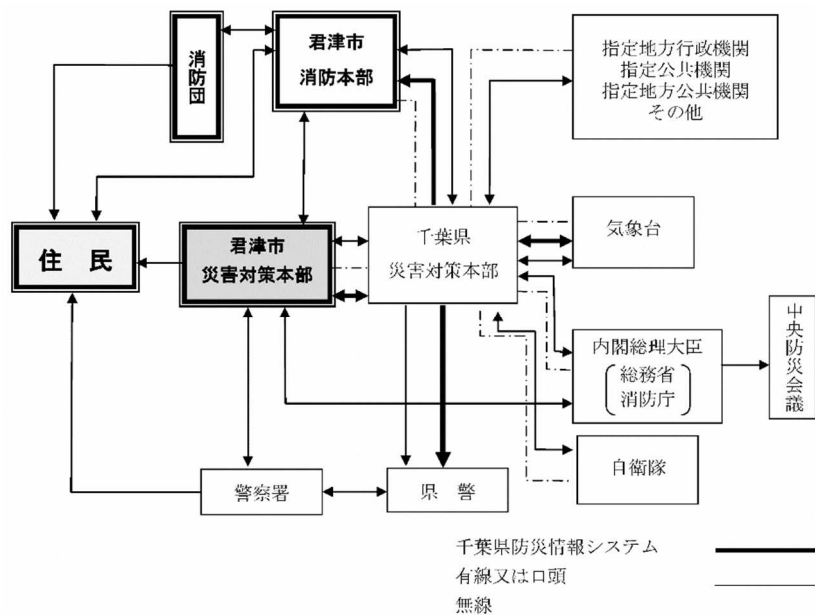 消防団
君津市
消防本部
指定地方行政機関
指定公共機関
指定地方公共機関
その他
住 民
君津市
災害対策本部
千葉県
災害対策本部
気象台
内閣総理大臣
総務省
消防庁
中央防災会議
自衛隊
警察署
県 警
千葉県防災情報システム
有線又は口頭
無線